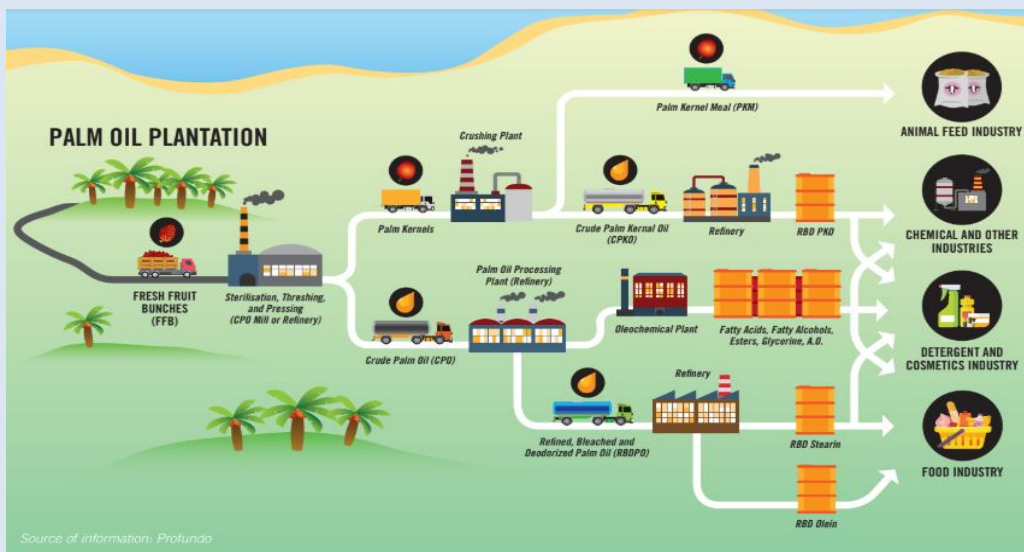 PALM OIL PLANTATION
FRESH FRUIT
BUNCHES
(FFB)
Sterilisation, Threshing,
and Pressing
(CPO Mill or Refinery)
Palm Kernels
Crushing Plant
Palm Kernel Meal (PKM)
Crude Palm Kernal Oil
(CPKO)
Refinery
RBD PKO
Crude Palm Oil (CPO)
Palm Oil Processing
Plant (Refinery)
Oleochemical Plant
Fatty Acids, Fatty Alcohols,
Esters, Glycerine, A.O.
Refined, Bleached and
Deodorized Palm Oil (RBDPO)
Refinery
RBD Stearin
RBD Olein
ANIMAL FEED INDUSTRY
CHEMICAL AND OTHER
INDUSTRIES
DETERGENT AND
COSMETICS INDUSTRY
FOOD INDUSTRY
Source of information: Profundo